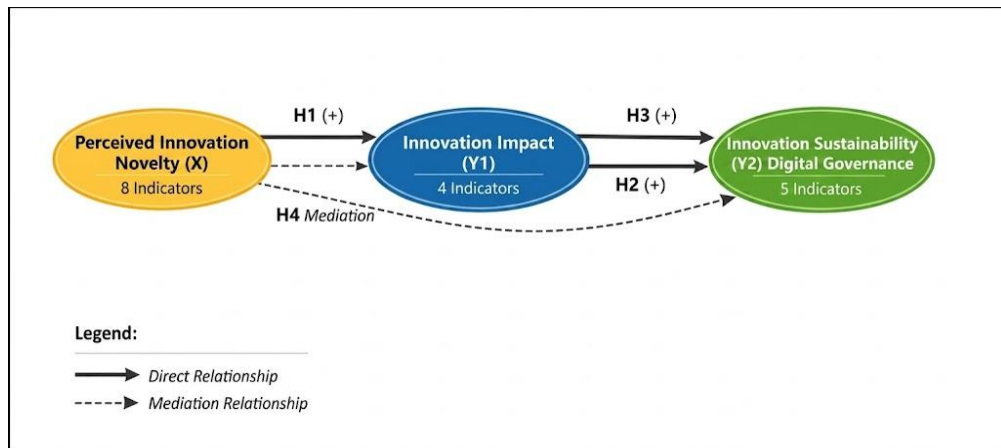 H1 (+)
H3 (+)
Perceived Innovation
Novelty (X)
8 Indicators
Innovation Impact
(Y1)
4 Indicators
Innovation Sustainability
(Y2) Digital Governance
5 Indicators
H2 (+)
H4 Mediation
Legend:
Direct Relationship
Mediation Relationship